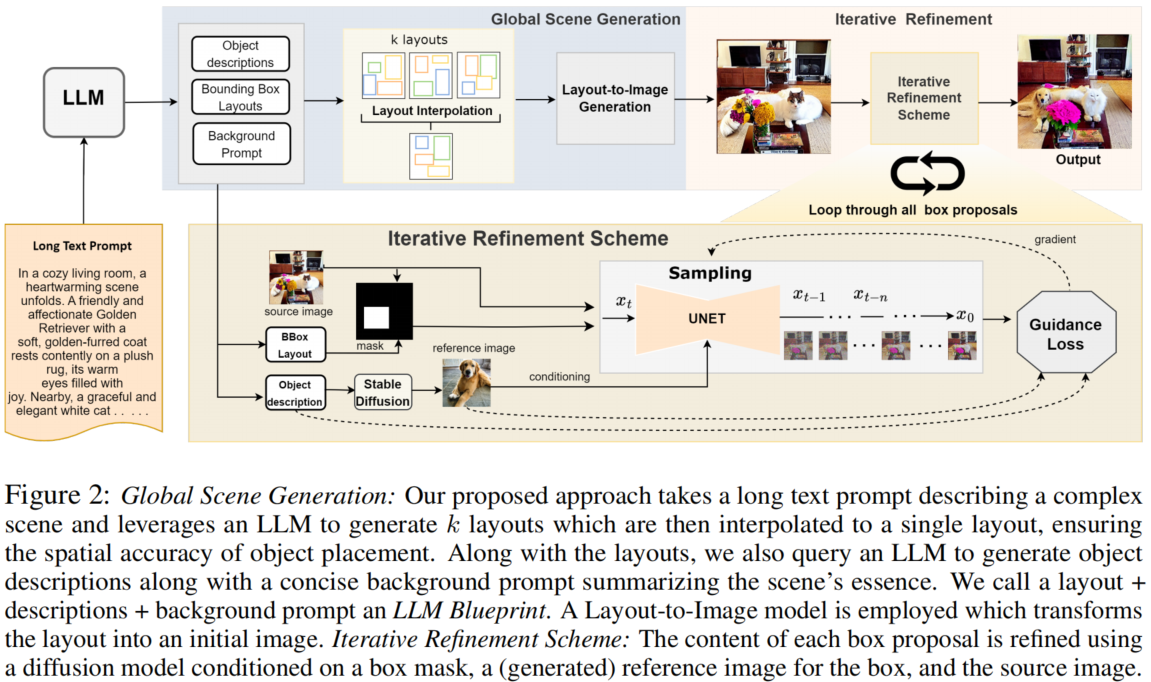 Global Scene Generation
Iterative Refinement
LLM
Object
descriptions
Bounding Box
Layouts
Background
Prompt
k layouts
Layout Interpolation
Layout-to-Image
Generation
Iterative
Refinement
Scheme
Output
Loop through all box proposals
Long Text Prompt
In a cozy living room, a
heartwarming scene
unfolds. A friendly and
affectionate Golden
Retriever with a
soft, golden-furred coat
rests contently on a plush
rug, its warm
eyes filled with
joy. Nearby, a graceful and
elegant white cat . . . . .
Iterative Refinement Scheme
source image
mask
BBox
Layout
Object
description
Stable
Diffusion
reference image
conditioning
Sampling
x_t
UNET
x_{t-1}
x_{t-n}
x_0
gradient
Guidance
Loss
Figure 2: Global Scene Generation: Our proposed approach takes a long text prompt describing a complex
scene and leverages an LLM to generate k layouts which are then interpolated to a single layout, ensuring
the spatial accuracy of object placement. Along with the layouts, we also query an LLM to generate object
descriptions along with a concise background prompt summarizing the scene's essence. We call a layout +
descriptions + background prompt an LLM Blueprint. A Layout-to-Image model is employed which transforms
the layout into an initial image. Iterative Refinement Scheme: The content of each box proposal is refined using
a diffusion model conditioned on a box mask, a (generated) reference image for the box, and the source image.